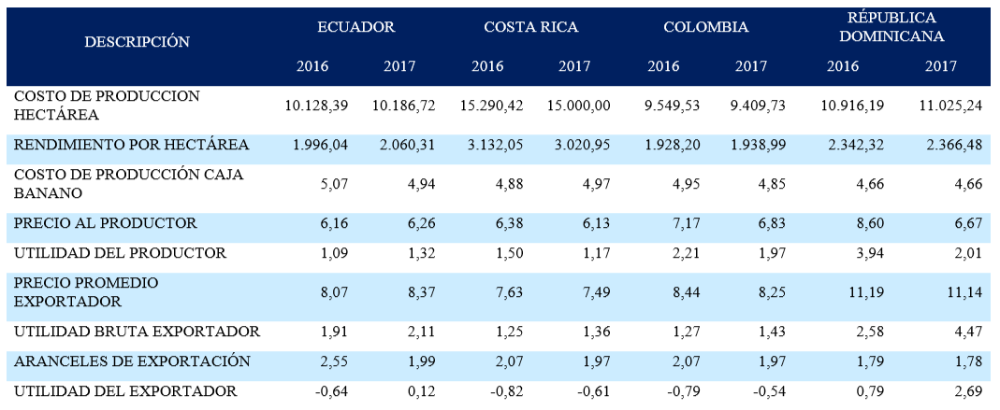 DESCRIPCIÓN ECUADOR COSTA RICA COLOMBIA RÉPUBLICA DOMINICANA
2016 2017 2016 2017 2016 2017 2016 2017
COSTO DE PRODUCCION
HECTÁREA 10.128,39 10.186,72 15.290,42 15.000,00 9.549,53 9.409,73 10.916,19 11.025,24
RENDIMIENTO POR HECTÁREA 1.996,04 2.060,31 3.132,05 3.020,95 1.928,20 1.938,99 2.342,32 2.366,48
COSTO DE PRODUCCIÓN CAJA
BANANO 5,07 4,94 4,88 4,97 4,95 4,85 4,66 4,66
PRECIO AL PRODUCTOR 6,16 6,26 6,38 6,13 7,17 6,83 8,60 6,67
UTILIDAD DEL PRODUCTOR 1,09 1,32 1,50 1,17 2,21 1,97 3,94 2,01
PRECIO PROMEDIO
EXPORTADOR 8,07 8,37 7,63 7,49 8,44 8,25 11,19 11,14
UTILIDAD BRUTA EXPORTADOR 1,91 2,11 1,25 1,36 1,27 1,43 2,58 4,47
ARANCELES DE EXPORTACIÓN 2,55 1,99 2,07 1,97 2,07 1,97 1,79 1,78
UTILIDAD DEL EXPORTADOR -0,64 0,12 -0,82 -0,61 -0,79 -0,54 0,79 2,69